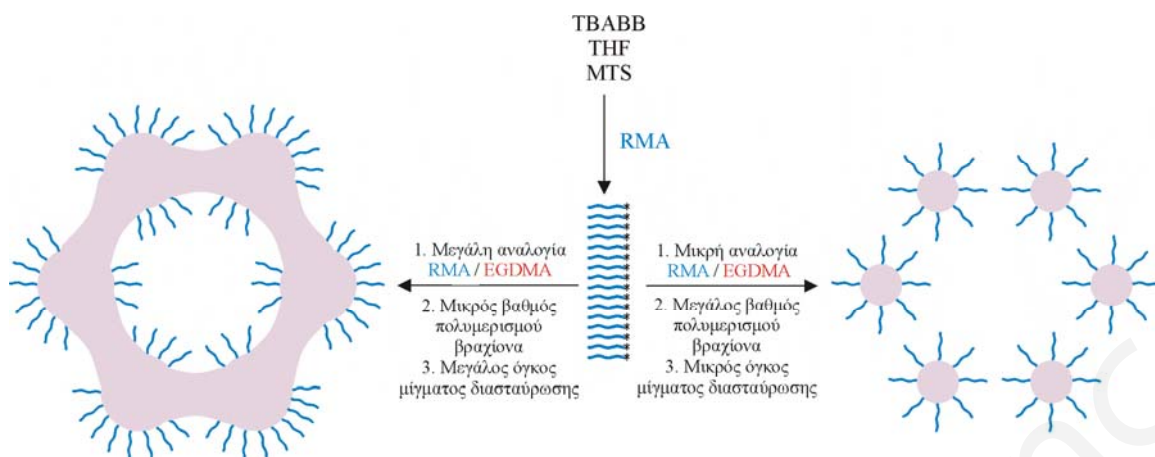 TBABB
THF
MTS
RMA
1. Μεγάλη αναλογία
RMA / EGDMA
2. Μικρός βαθμός
πολυμερισμού
βραχίονα
3. Μεγάλος όγκος
μίγματος διασταύρωσης
1. Μικρή αναλογία
RMA / EGDMA
2. Μεγάλος βαθμός
πολυμερισμού
βραχίονα
3. Μικρός όγκος
μίγματος διασταύρωσης